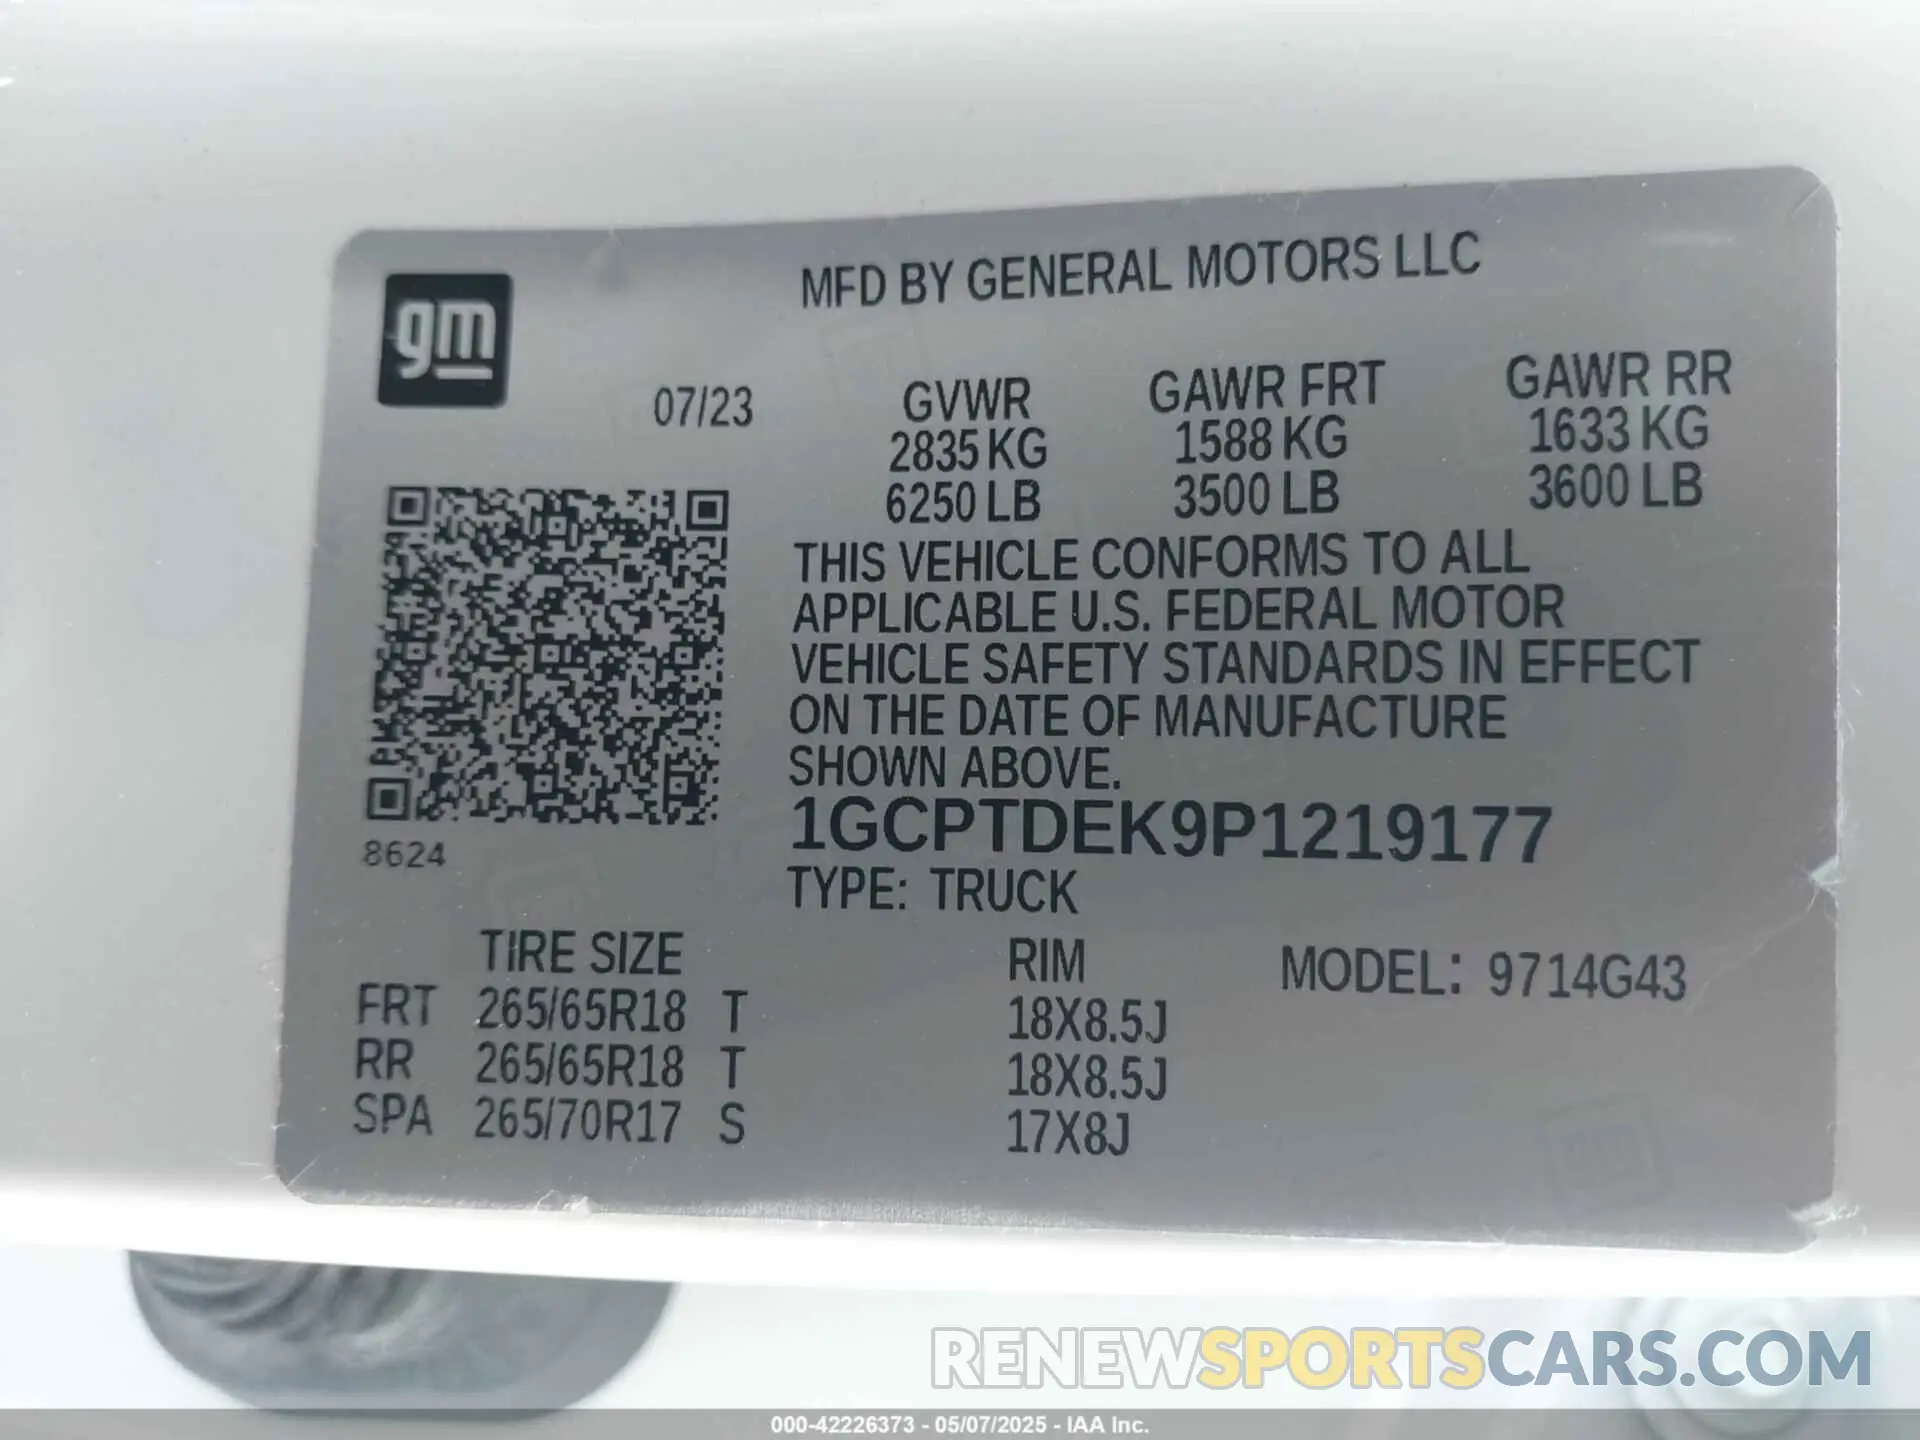 MFD BY GENERAL MOTORS LLC
gm
07/23
GVWR GAWR FRT GAWR RR
2835 KG 1588 KG 1633 KG
6250 LB 3500 LB 3600 LB
THIS VEHICLE CONFORMS TO ALL
APPLICABLE U.S. FEDERAL MOTOR
VEHICLE SAFETY STANDARDS IN EFFECT
ON THE DATE OF MANUFACTURE
SHOWN ABOVE.
1GCPTDEK9P1219177
8624
TYPE: TRUCK
TIRE SIZE RIM MODEL: 9714G43
FRT 265/65R18 T 18X8.5J
RR 265/65R18 T 18X8.5J
SPA 265/70R17 S 17X8J
RENEWSPORTSCARS.COM
000-42226373 - 05/07/2025 - IAA Inc.